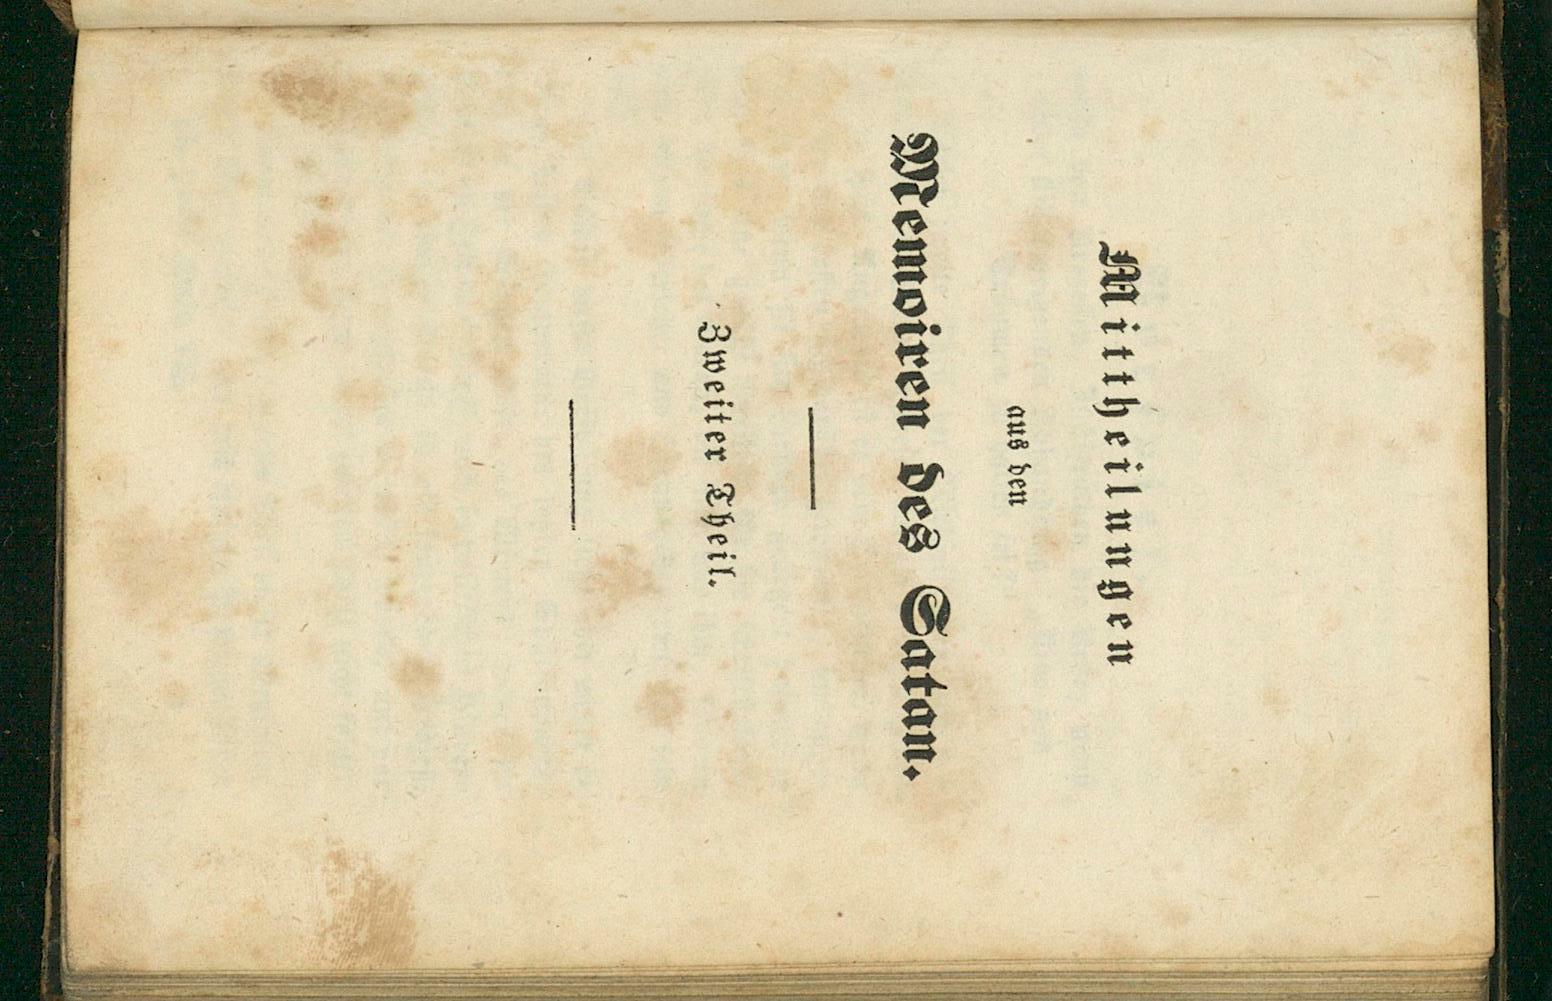 Mittheilungen
aus den
Memoiren des Satan.
Zweiter Theil.